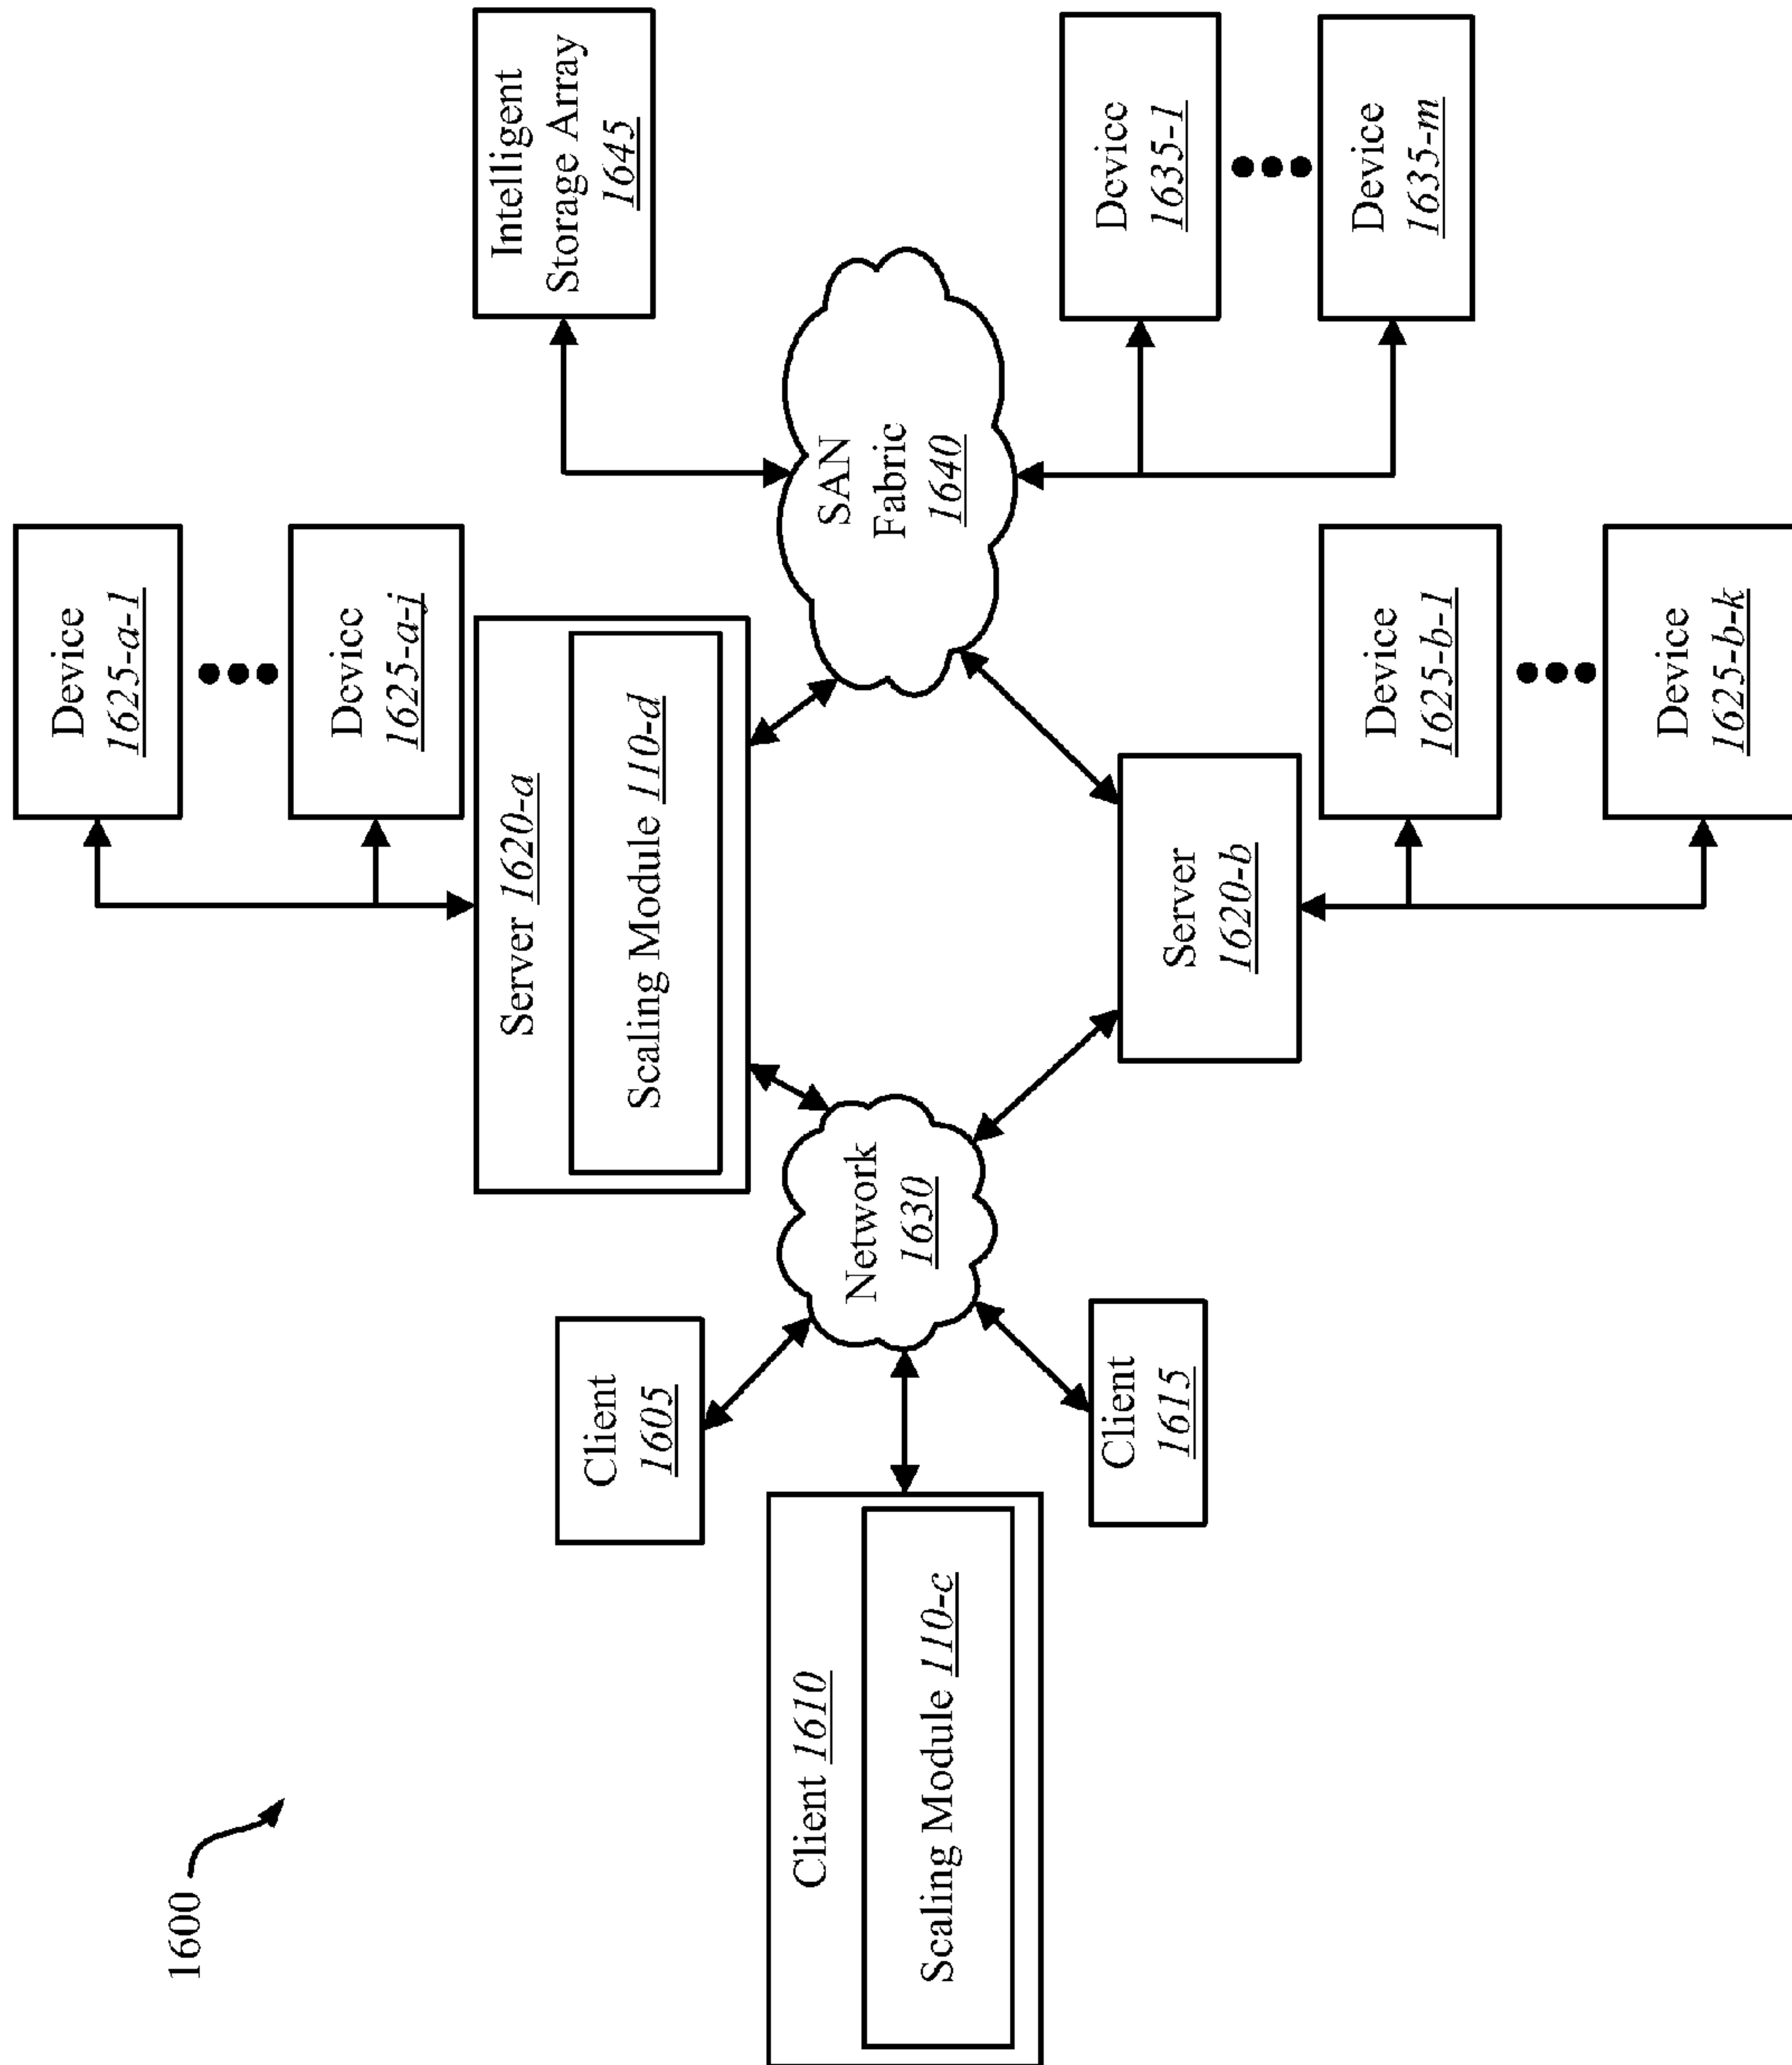 1600
Device
1625-a-1
Device
1625-a-j
Intelligent
Storage Array
1645
Server 1620-a
Scaling Module 110-d
Client
1605
Client 1610
Scaling Module 110-c
Network
1630
SAN
Fabric
1640
Client
1615
Server
1620-b
Device
1635-1
Device
1635-m
Device
1625-b-1
Device
1625-b-k